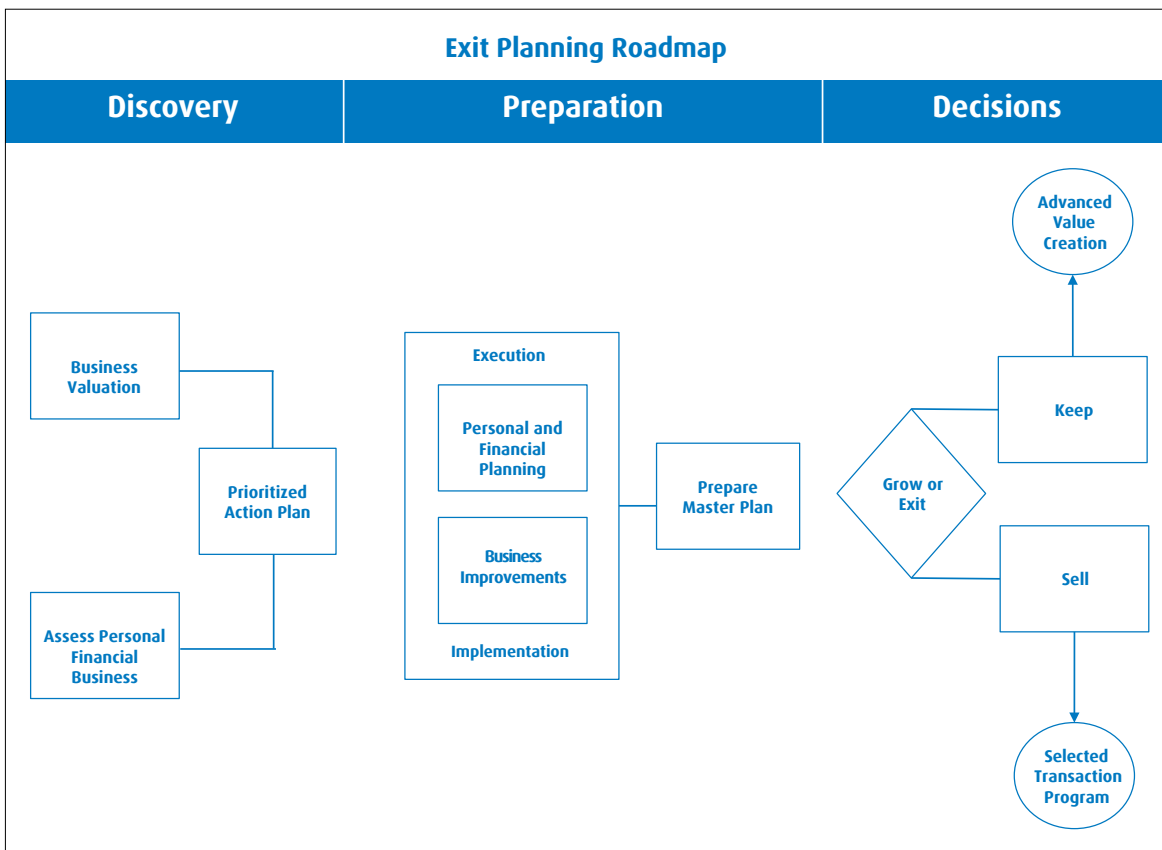 Exit Planning Roadmap
Discovery
Preparation
Decisions
Business
Valuation
Prioritized
Action Plan
Assess Personal
Financial
Business
Execution
Personal and
Financial
Planning
Business
Improvements
Implementation
Prepare
Master Plan
Advanced
Value
Creation
Keep
Grow or
Exit
Sell
Selected
Transaction
Program